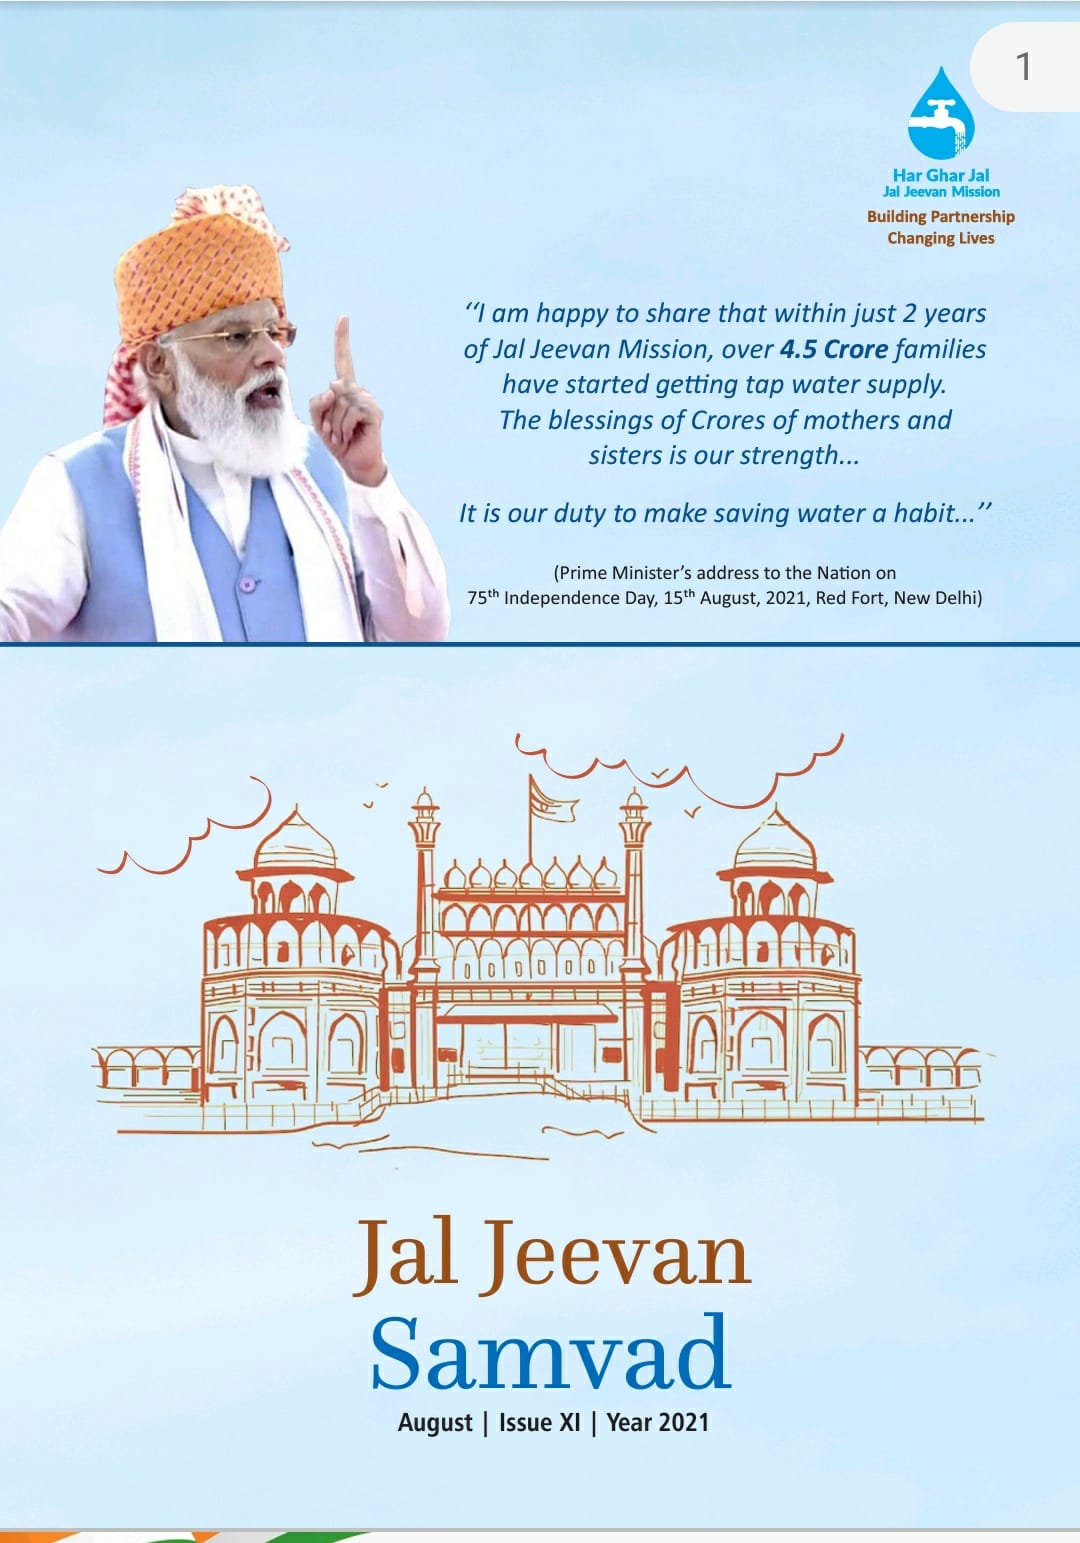 1
Har Ghar Jal
Jal Jeevan Mission
Building Partnership
Changing Lives
‘‘I am happy to share that within just 2 years
of Jal Jeevan Mission, over 4.5 Crore families
have started getting tap water supply.
The blessings of Crores of mothers and
sisters is our strength...
It is our duty to make saving water a habit...’’
(Prime Minister’s address to the Nation on
75th Independence Day, 15th August, 2021, Red Fort, New Delhi)
Jal Jeevan
Samvad
August | Issue XI | Year 2021